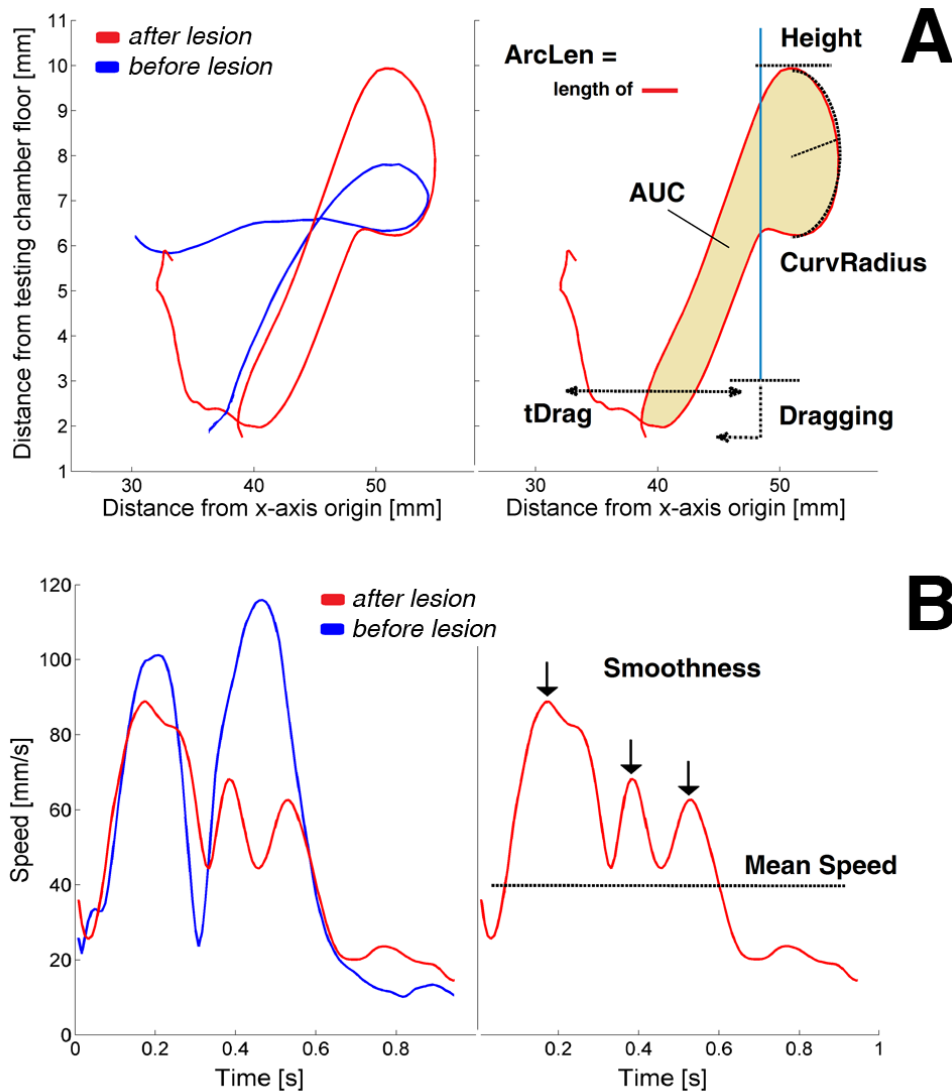 A
Distance from testing chamber floor [mm]
11
10
9
8
7
6
5
4
3
2
1
after lesion
before lesion
30
40
50
Distance from x-axis origin [mm]
ArcLen =
length of
Height
AUC
CurvRadius
tDrag
Dragging
30
40
50
Distance from x-axis origin [mm]
B
Speed [mm/s]
120
100
80
60
40
20
0
after lesion
before lesion
0
0.2
0.4
0.6
0.8
Time [s]
Smoothness
Mean Speed
0
0.2
0.4
0.6
0.8
1
Time [s]